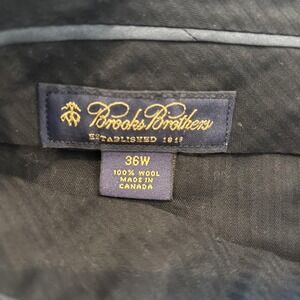 Brooks Brothers
ESTABLISHED 1818
36W
100% WOOL
MADE IN
CANADA